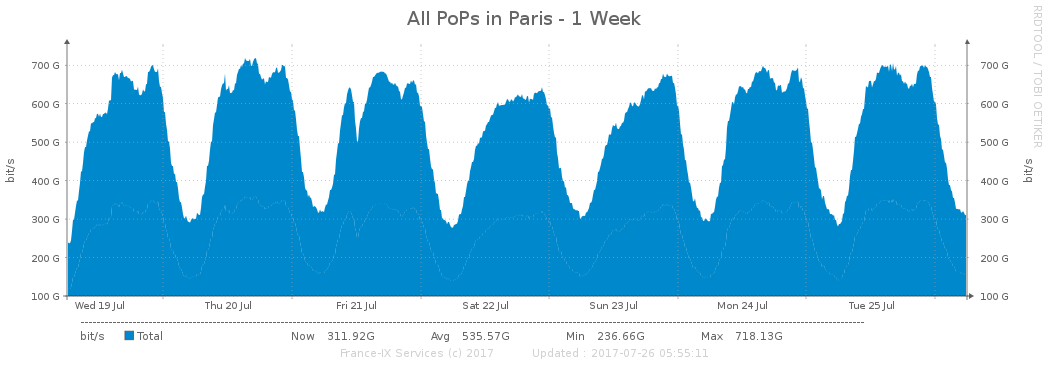 All PoPs in Paris - 1 Week
RRDTOOL / TOBI OETIKER
700 G 700 G
600 G 600 G
500 G 500 G
400 G 400 G
300 G 300 G
200 G 200 G
100 G 100 G
bit/s bit/s
Wed 19 Jul Thu 20 Jul Fri 21 Jul Sat 22 Jul Sun 23 Jul Mon 24 Jul Tue 25 Jul
bit/s Total Now 311.92G Avg 535.57G Min 236.66G Max 718.13G
France-IX Services (c) 2017 Updated : 2017-07-26 05:55:11